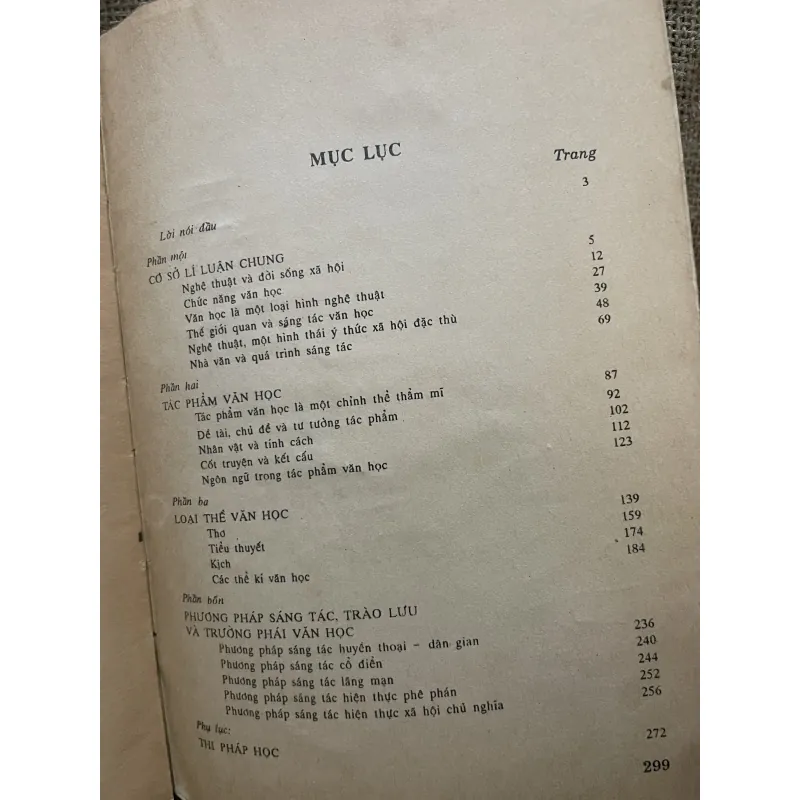 MỤC LỤC
Trang
Lời nói đầu 3
Phần một
CƠ SỞ LÍ LUẬN CHUNG
Nghệ thuật và đời sống xã hội 5
Chức năng văn học 12
Văn học là một loại hình nghệ thuật 27
Thế giới quan và sáng tác văn học 39
Nghệ thuật, một hình thái ý thức xã hội đặc thù 48
Nhà văn và quá trình sáng tác 69
Phần hai
TÁC PHẨM VĂN HỌC
Tác phẩm văn học là một chỉnh thể thẩm mĩ 87
Đề tài, chủ đề và tư tưởng tác phẩm 92
Nhân vật và tính cách 102
Cốt truyện và kết cấu 112
Ngôn ngữ trong tác phẩm văn học 123
Phần ba
LOẠI THỂ VĂN HỌC
Thơ 139
Tiểu thuyết 159
Kịch 174
Các thể kí văn học 184
Phần bốn
PHƯƠNG PHÁP SÁNG TÁC, TRÀO LƯU
VÀ TRƯỜNG PHÁI VĂN HỌC
Phương pháp sáng tác huyền thoại - dân gian 236
Phương pháp sáng tác cổ điển 240
Phương pháp sáng tác lãng mạn 244
Phương pháp sáng tác hiện thực phê phán 252
Phương pháp sáng tác hiện thực xã hội chủ nghĩa 256
Phụ lục:
THI PHÁP HỌC 272
299